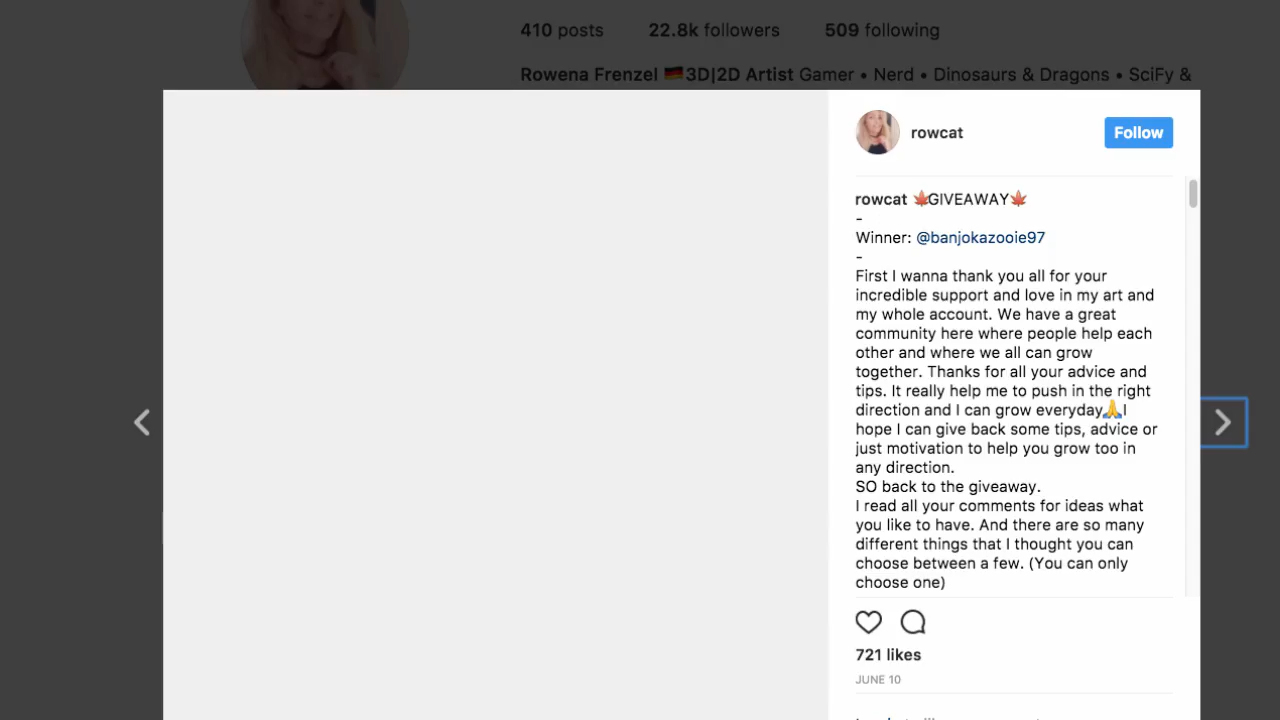 410 posts 22.8k followers 509 following
Rowena Frenzel 🇩🇪3D|2D Artist Gamer • Nerd • Dinosaurs & Dragons • SciFy &
rowcat
Follow
rowcat 🍁GIVEAWAY🍁
-
Winner: @banjokazooie97
-
First I wanna thank you all for your
incredible support and love in my art and
my whole account. We have a great
community here where people help each
other and where we all can grow
together. Thanks for all your advice and
tips. It really help me to push in the right
direction and I can grow everyday🙏I
hope I can give back some tips, advice or
just motivation to help you grow too in
any direction.
SO back to the giveaway.
I read all your comments for ideas what
you like to have. And there are so many
different things that I thought you can
choose between a few. (You can only
choose one)
721 likes
JUNE 10